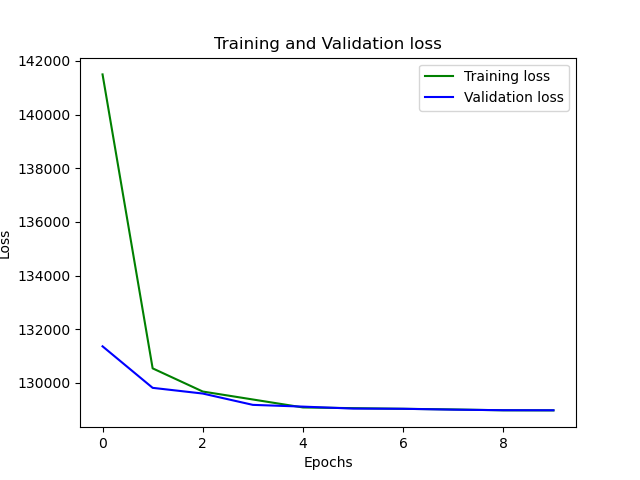 Training and Validation loss
Training loss
Validation loss
142000
140000
138000
136000
134000
132000
130000
Loss
0 2 4 6 8
Epochs